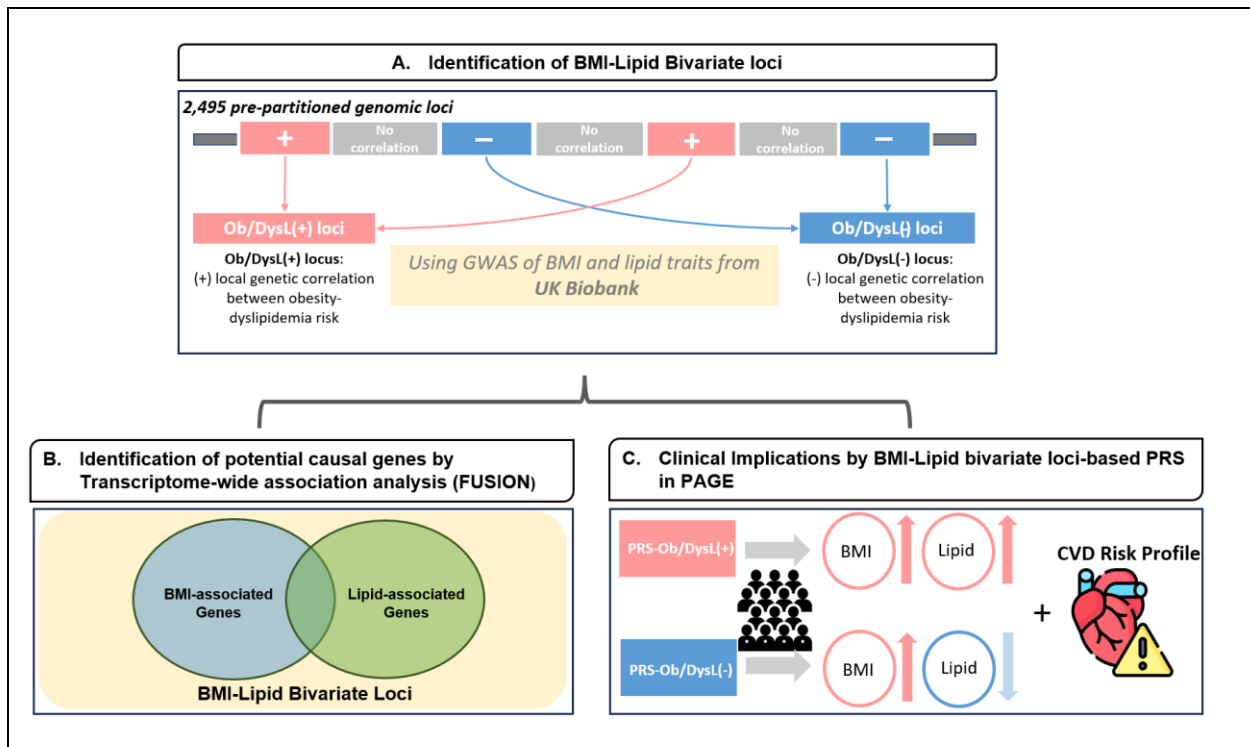 A. Identification of BMI-Lipid Bivariate loci
2,495 pre-partitioned genomic loci
+
No
correlation
−
No
correlation
+
No
correlation
−
Ob/DysL(+) loci
Ob/DysL(-) loci
Ob/DysL(+) locus:
(+) local genetic correlation
between obesity-
dyslipidemia risk
Using GWAS of BMI and lipid traits from
UK Biobank
Ob/DysL(-) locus:
(-) local genetic correlation
between obesity-
dyslipidemia risk
B. Identification of potential causal genes by
Transcriptome-wide association analysis (FUSION)
BMI-associated
Genes
Lipid-associated
Genes
BMI-Lipid Bivariate Loci
C. Clinical Implications by BMI-Lipid bivariate loci-based PRS
in PAGE
PRS-Ob/DysL(+)
BMI
Lipid
CVD Risk Profile
+
!
PRS-Ob/DysL(-)
BMI
Lipid